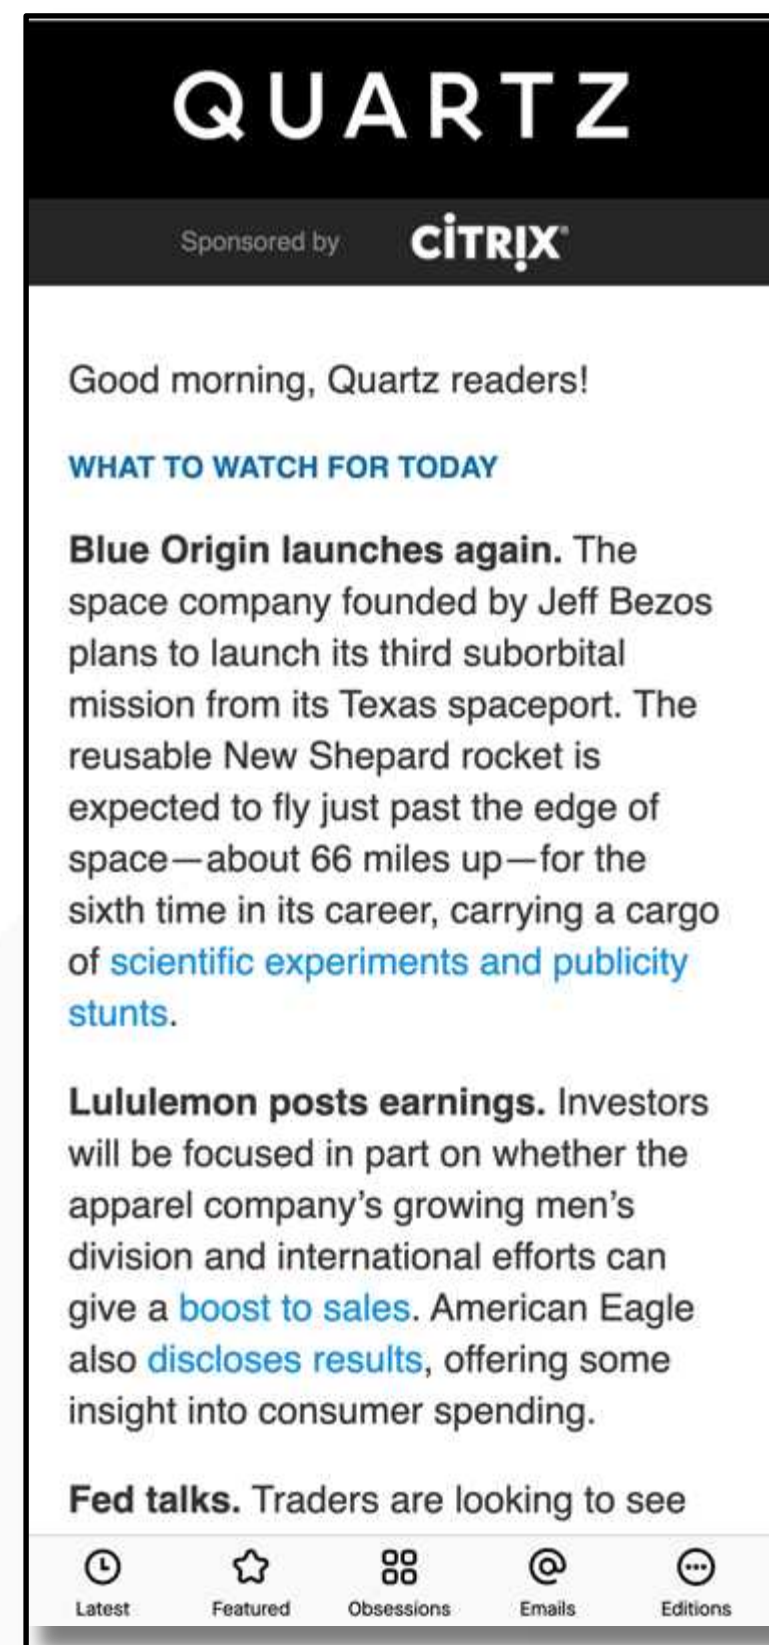 QUARTZ
Sponsored by CİTRIX®
Good morning, Quartz readers!
WHAT TO WATCH FOR TODAY
Blue Origin launches again. The
space company founded by Jeff Bezos
plans to launch its third suborbital
mission from its Texas spaceport. The
reusable New Shepard rocket is
expected to fly just past the edge of
space—about 66 miles up—for the
sixth time in its career, carrying a cargo
of scientific experiments and publicity
stunts.
Lululemon posts earnings. Investors
will be focused in part on whether the
apparel company’s growing men’s
division and international efforts can
give a boost to sales. American Eagle
also discloses results, offering some
insight into consumer spending.
Fed talks. Traders are looking to see
Latest Featured Obsessions Emails Editions